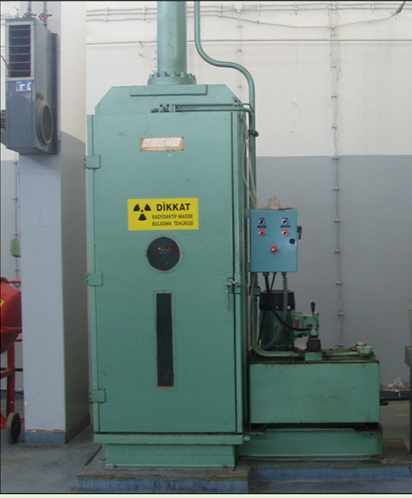 DİKKAT
RADYOAKTİF MADDE
BULAŞMA TEHLİKESİ